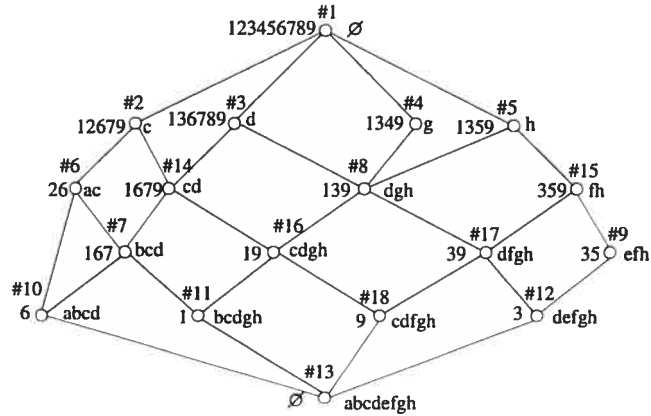 #1
123456789 ∅
#2 #3 #4 #5
12679 c 136789 d 1349 g 1359 h
#6 #14 #8 #15
26 ac 1679 cd 139 dgh 359 fh
#7 #16 #17 #9
167 bcd 19 cdgh 39 dfgh 35 efh
#10 #11 #18 #12
6 abcd 1 bcdgh 9 cdfgh 3 defgh
#13
∅ abcdefgh